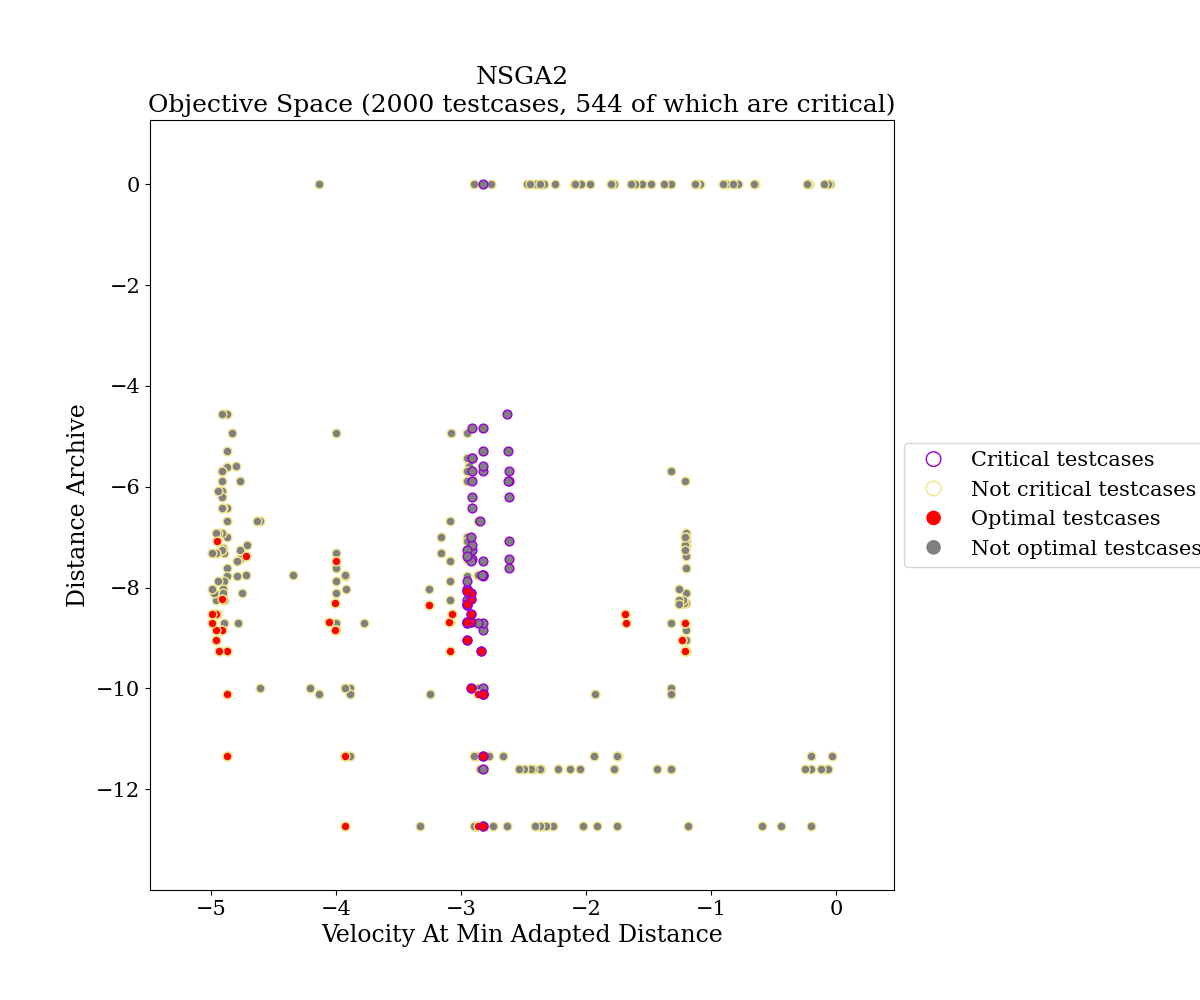 NSGA2
Objective Space (2000 testcases, 544 of which are critical)
0
−2
−4
−6
−8
−10
−12
Distance Archive
−5 −4 −3 −2 −1 0
Velocity At Min Adapted Distance
Critical testcases
Not critical testcases
Optimal testcases
Not optimal testcases